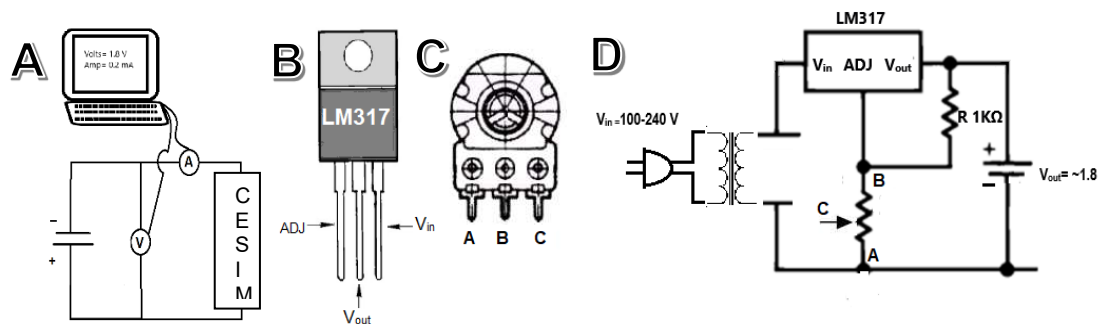 A
Volts= 1.8 V
Amp= 0.2 mA
A
V
-
+
C
E
S
I
M
B
LM317
ADJ
Vin
Vout
C
A B C
D
LM317
Vin ADJ Vout
Vin =100-240 V
R 1KΩ
+
-
Vout= ~1.8
B
C
A